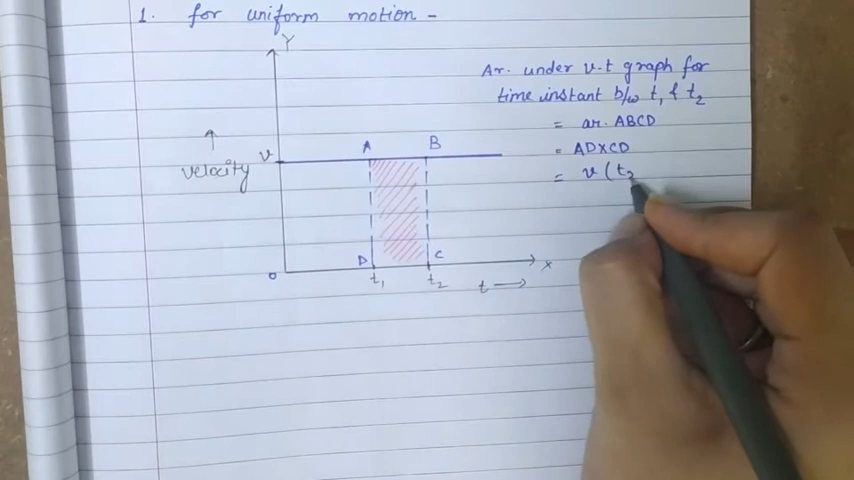 1. for uniform motion -
Y
Ar. under v-t graph for
time instant b/w t₁ & t₂
= ar. ABCD
= AD×CD
= v (t₂
A B
v
velocity
D C
o
t₁ t₂ t
x